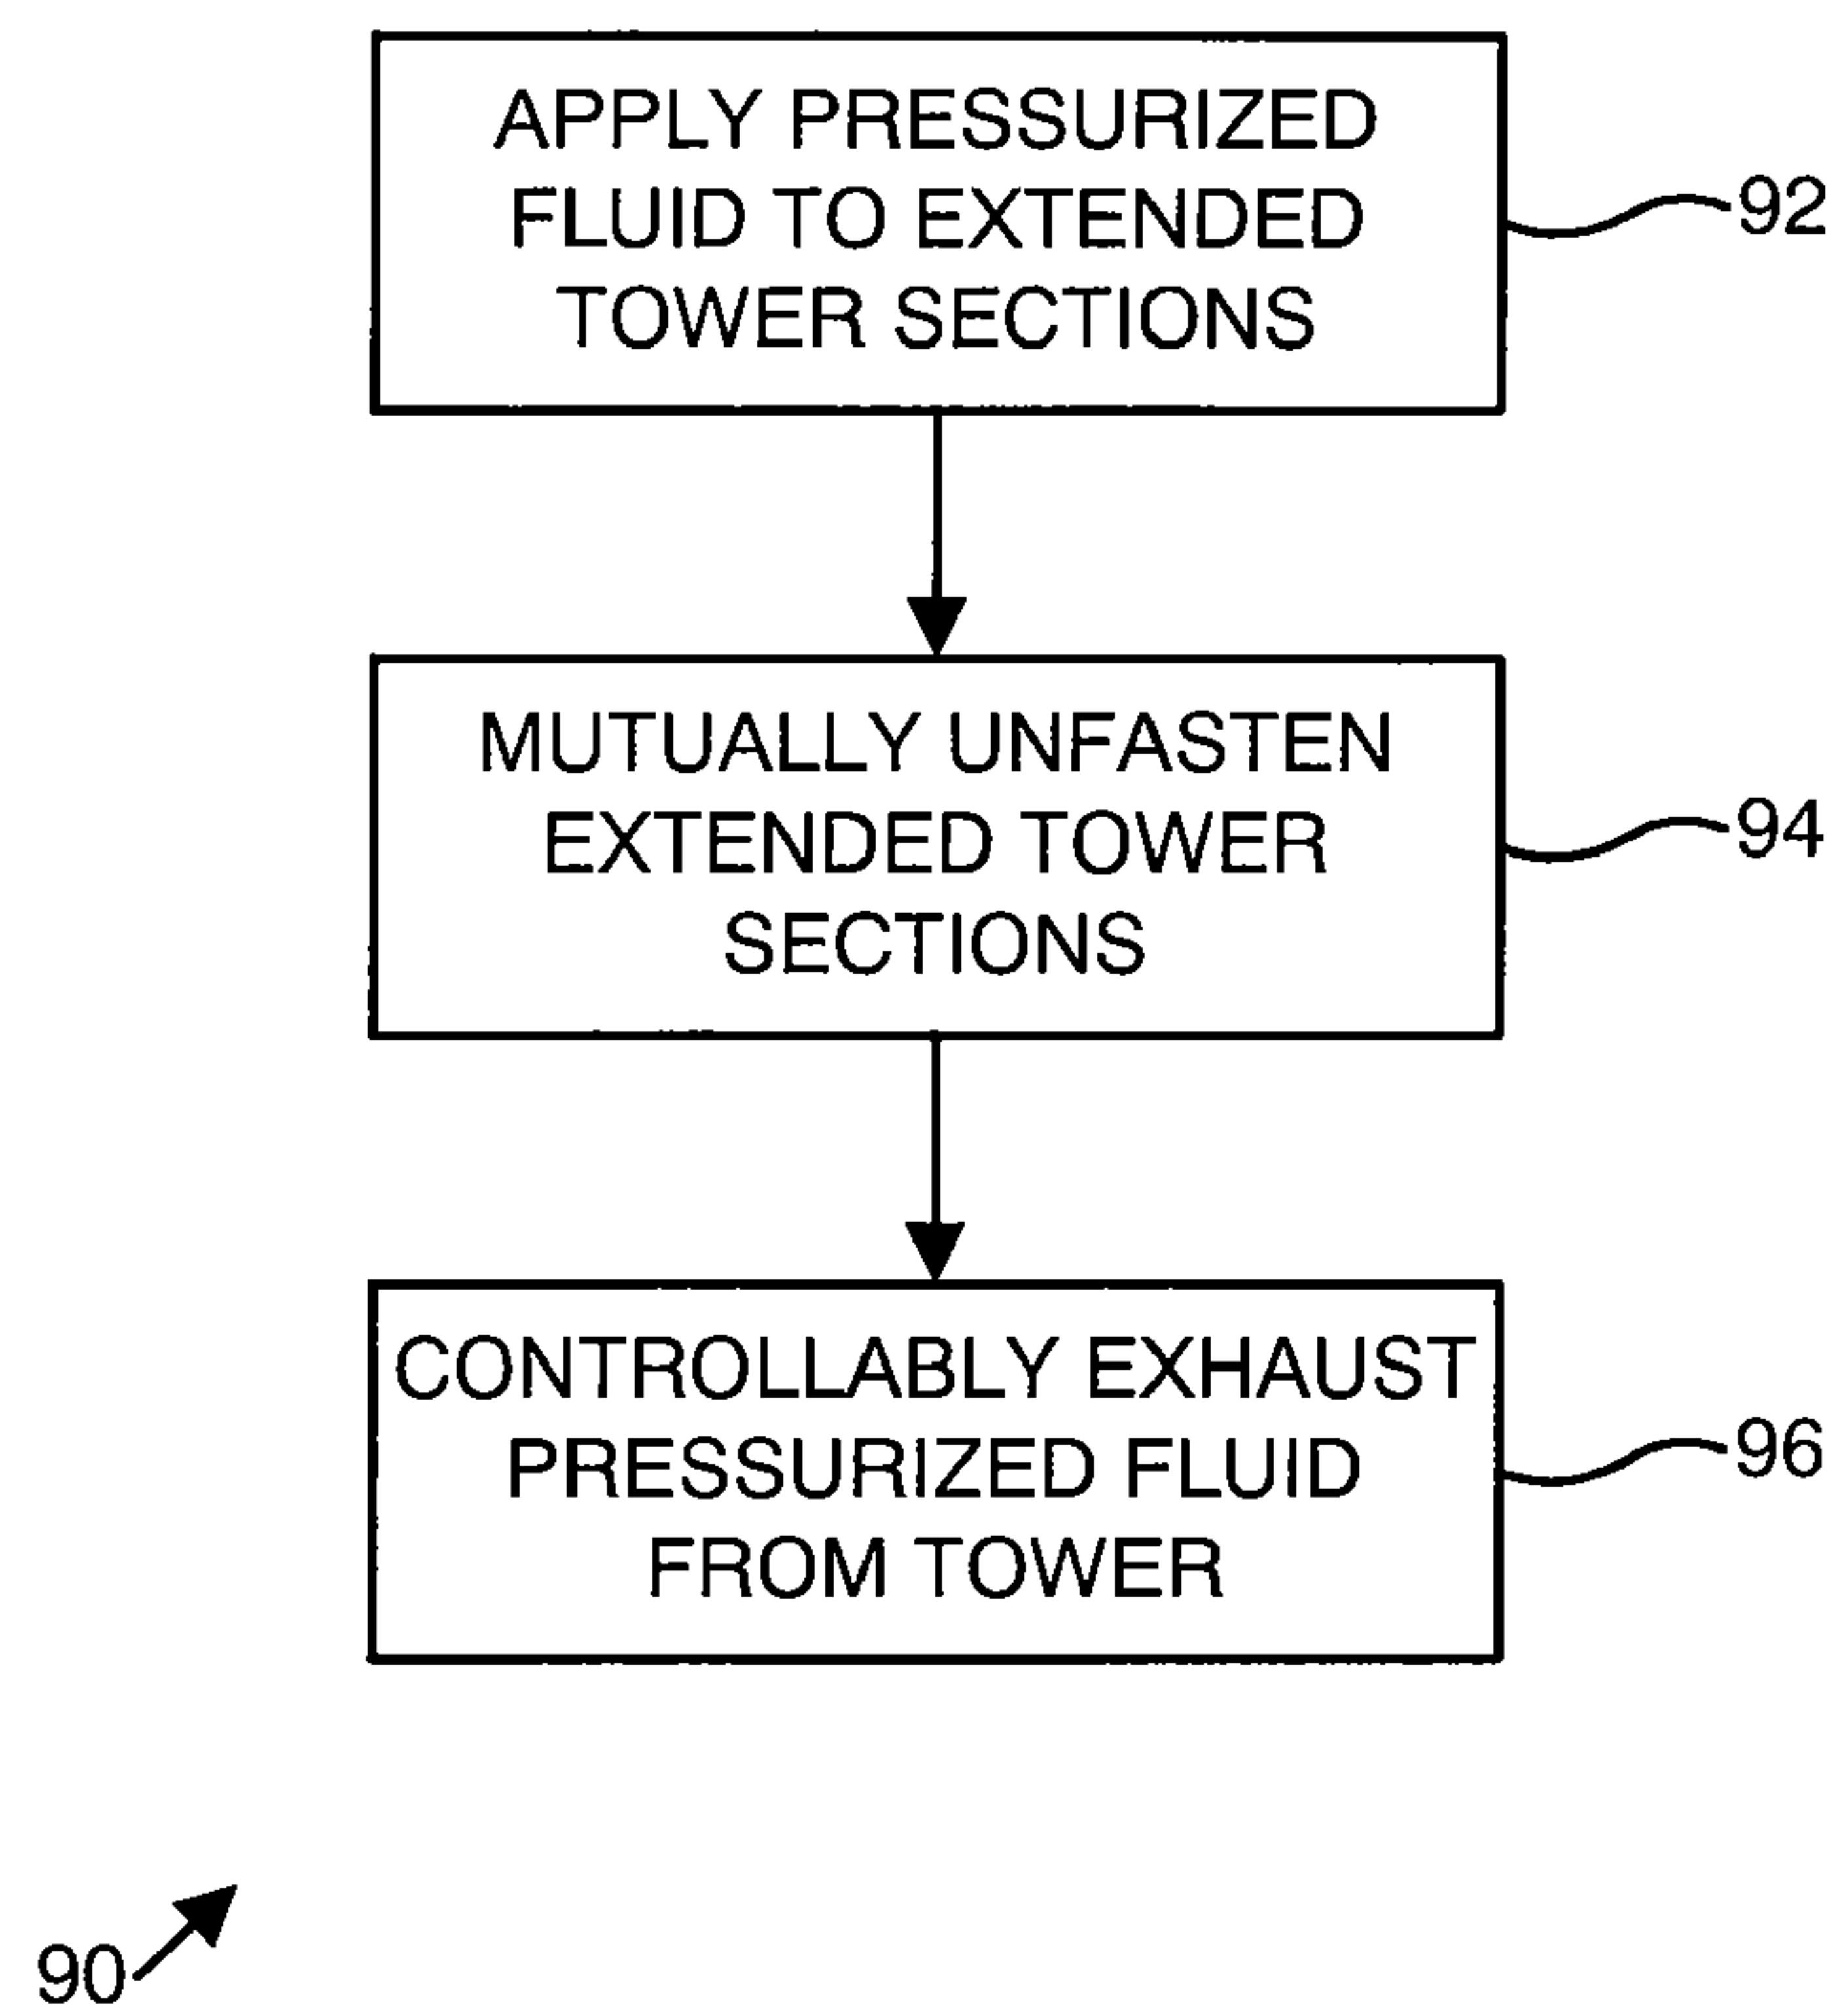 APPLY PRESSURIZED
FLUID TO EXTENDED
TOWER SECTIONS
92
MUTUALLY UNFASTEN
EXTENDED TOWER
SECTIONS
94
CONTROLLABLY EXHAUST
PRESSURIZED FLUID
FROM TOWER
96
90